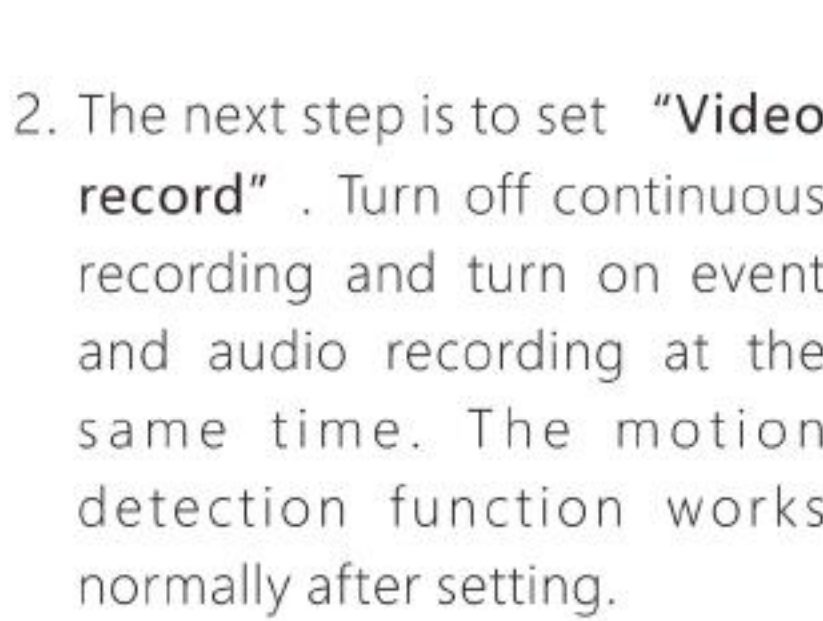 2. The next step is to set “Video
record” . Turn off continuous
recording and turn on event
and audio recording at the
same time. The motion
detection function works
normally after setting.